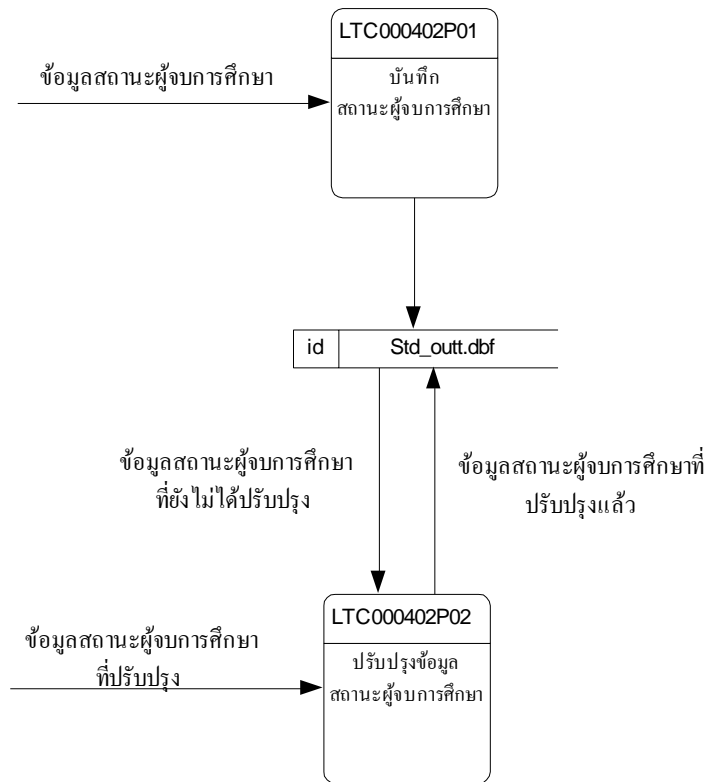 LTC000402P01
ข้อมูลสถานะผู้จบการศึกษา
บันทึก
สถานะผู้จบการศึกษา
id
Std_outt.dbf
ข้อมูลสถานะผู้จบการศึกษา
ที่ยังไม่ได้ปรับปรุง
ข้อมูลสถานะผู้จบการศึกษาที่
ปรับปรุงแล้ว
LTC000402P02
ข้อมูลสถานะผู้จบการศึกษา
ที่ปรับปรุง
ปรับปรุงข้อมูล
สถานะผู้จบการศึกษา